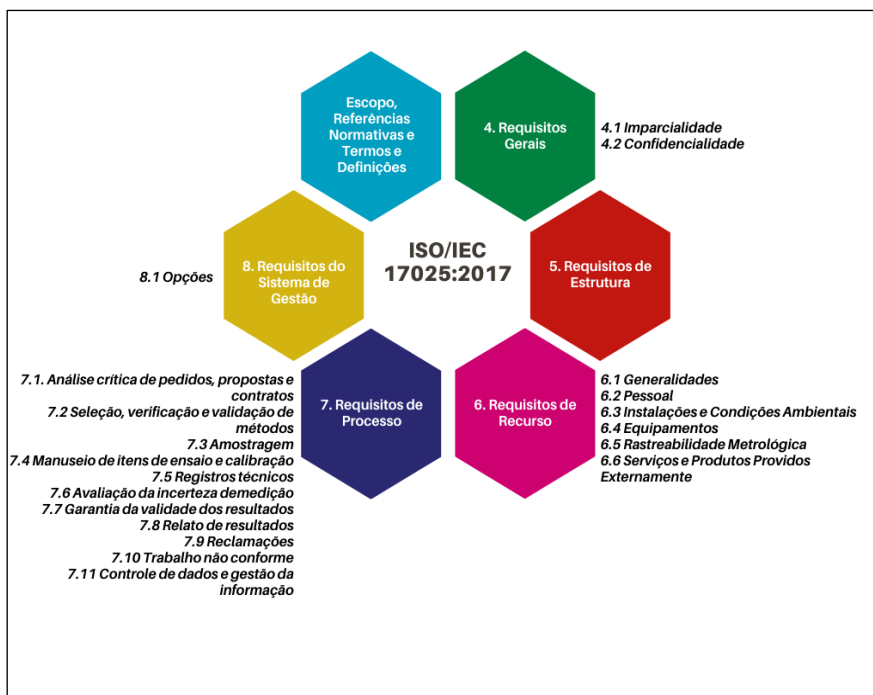 Escopo,
Referências
Normativas e
Termos e
Definições
4. Requisitos
Gerais
4.1 Imparcialidade
4.2 Confidencialidade
ISO/IEC
17025:2017
8.1 Opções
8. Requisitos do
Sistema de
Gestão
5. Requisitos de
Estrutura
7.1. Análise crítica de pedidos, propostas e
contratos
7.2 Seleção, verificação e validação de
métodos
7.3 Amostragem
7.4 Manuseio de itens de ensaio e calibração
7.5 Registros técnicos
7.6 Avaliação da incerteza demedição
7.7 Garantia da validade dos resultados
7.8 Relato de resultados
7.9 Reclamações
7.10 Trabalho não conforme
7.11 Controle de dados e gestão da
informação
7. Requisitos de
Processo
6. Requisitos de
Recurso
6.1 Generalidades
6.2 Pessoal
6.3 Instalações e Condições Ambientais
6.4 Equipamentos
6.5 Rastreabilidade Metrológica
6.6 Serviços e Produtos Providos
Externamente